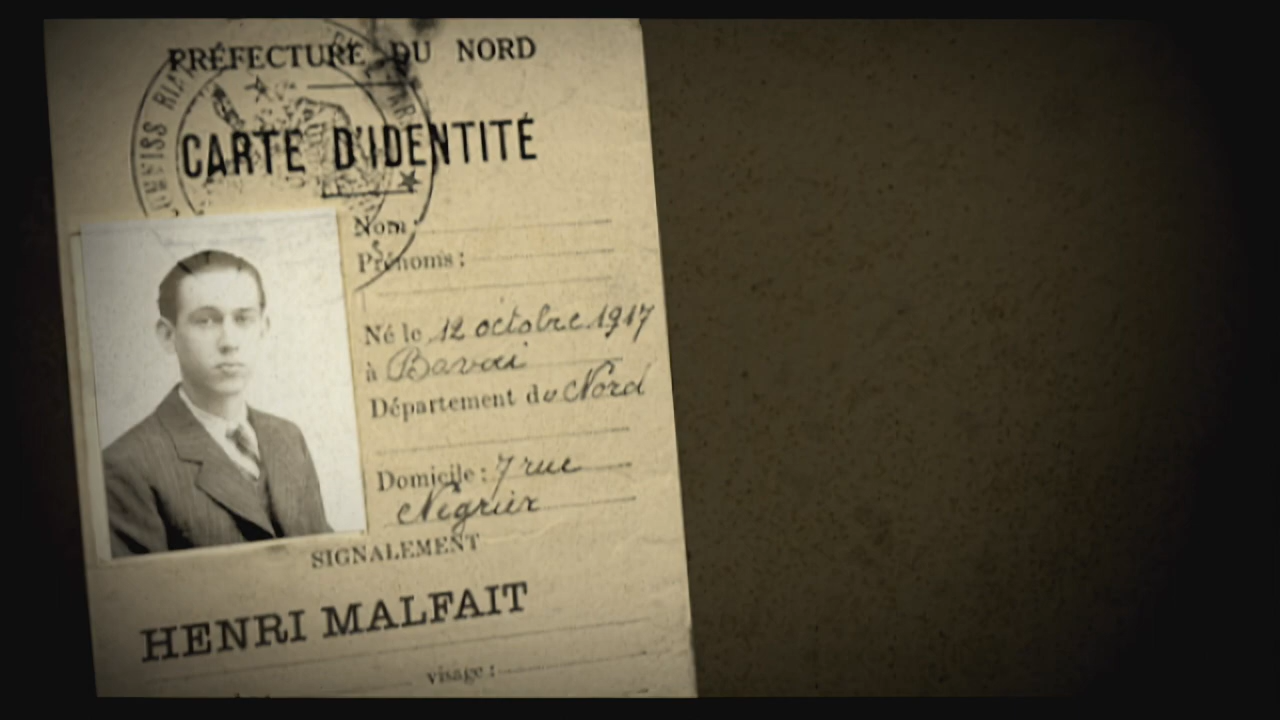 PRÉFECTURE DU NORD
CARTE D'IDENTITÉ
Nom:
Prénoms:
Né le 12 octobre 1917
à Bavai
Département du Nord
Domicile: 7 rue
Négrier
SIGNALEMENT
HENRI MALFAIT
visage: